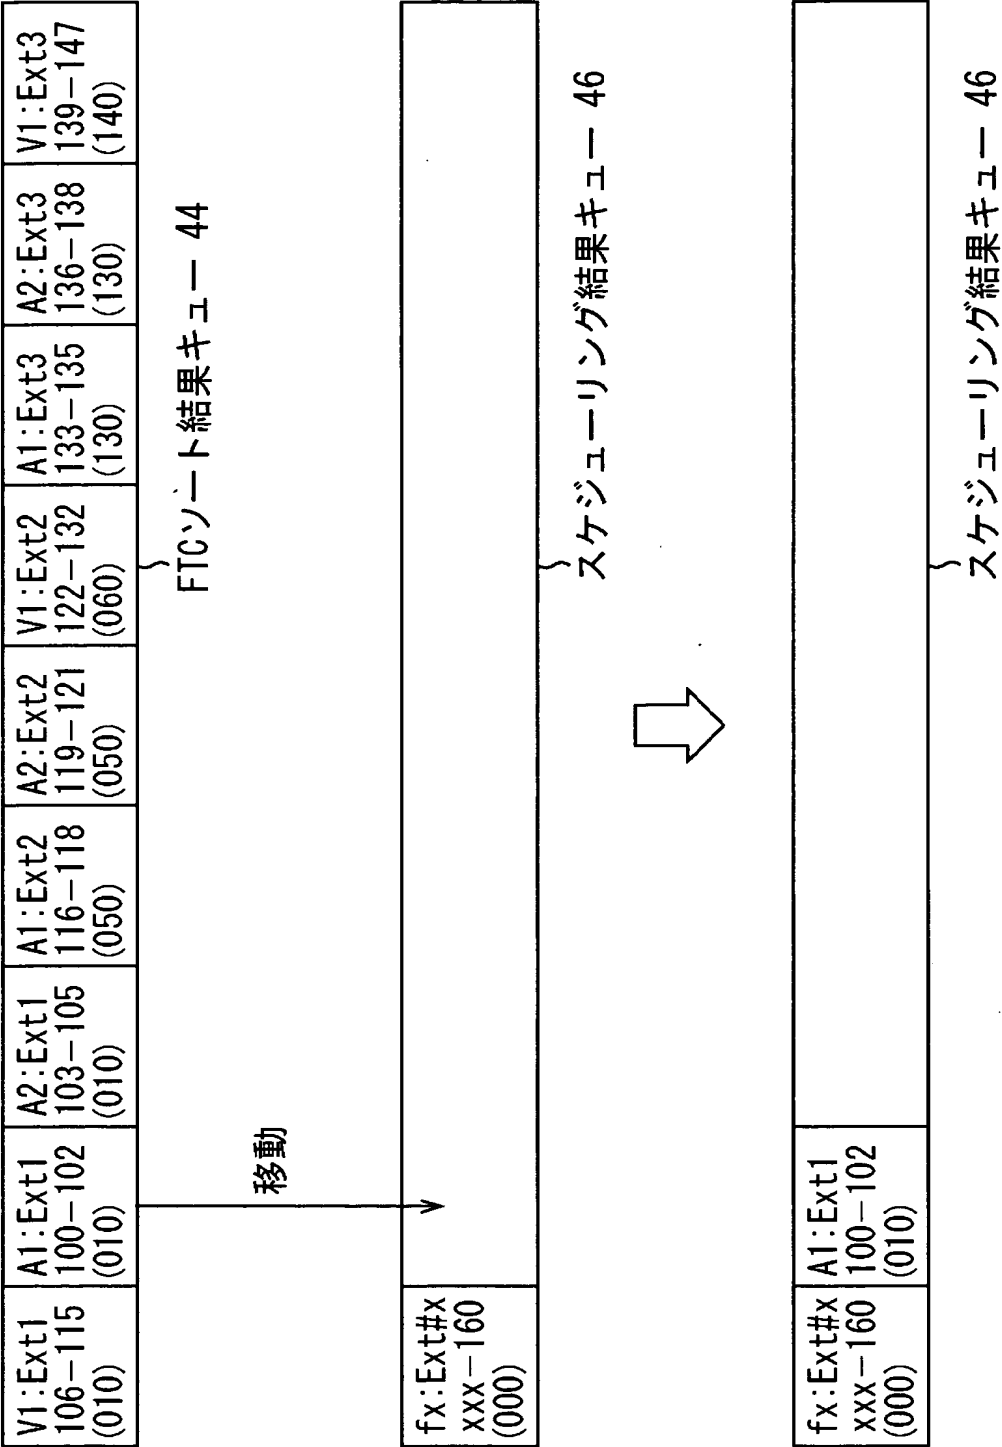 V1:Ext1
106-115
(010)
A1:Ext1
100-102
(010)
A2:Ext1
103-105
(010)
A1:Ext2
116-118
(050)
A2:Ext2
119-121
(050)
V1:Ext2
122-132
(060)
A1:Ext3
133-135
(130)
A2:Ext3
136-138
(130)
V1:Ext3
139-147
(140)
FTCソート結果キュー 44
移動
fx:Ext#x
xxx-160
(000)
スケジューリング結果キュー 46
fx:Ext#x
xxx-160
(000)
A1:Ext1
100-102
(010)
スケジューリング結果キュー 46